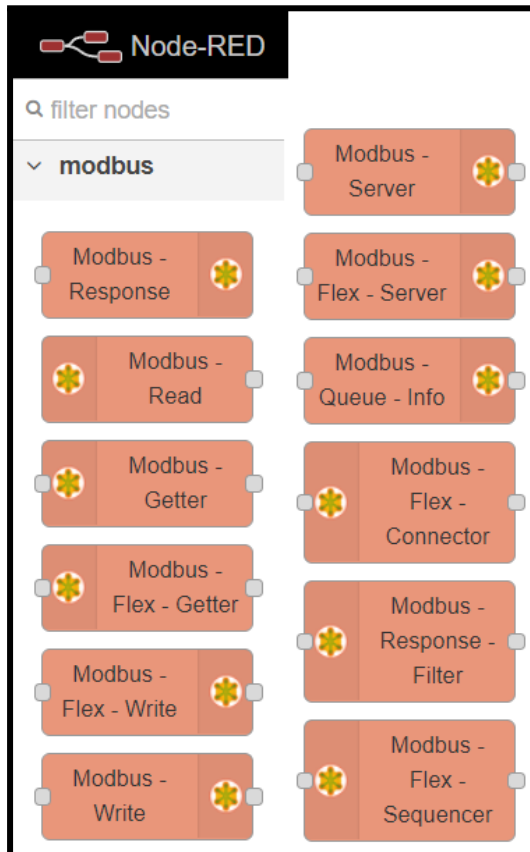 Node-RED
filter nodes
modbus
Modbus -
Response
Modbus -
Read
Modbus -
Getter
Modbus -
Flex - Getter
Modbus -
Flex - Write
Modbus -
Write
Modbus -
Server
Modbus -
Flex - Server
Modbus -
Queue - Info
Modbus -
Flex -
Connector
Modbus -
Response -
Filter
Modbus -
Flex -
Sequencer